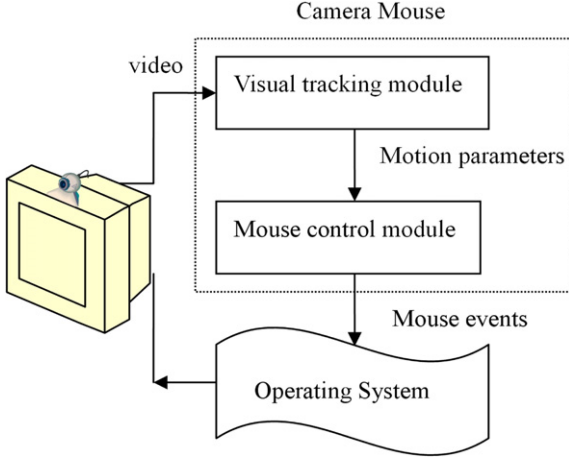 Camera Mouse
video
Visual tracking module
Motion parameters
Mouse control module
Mouse events
Operating System